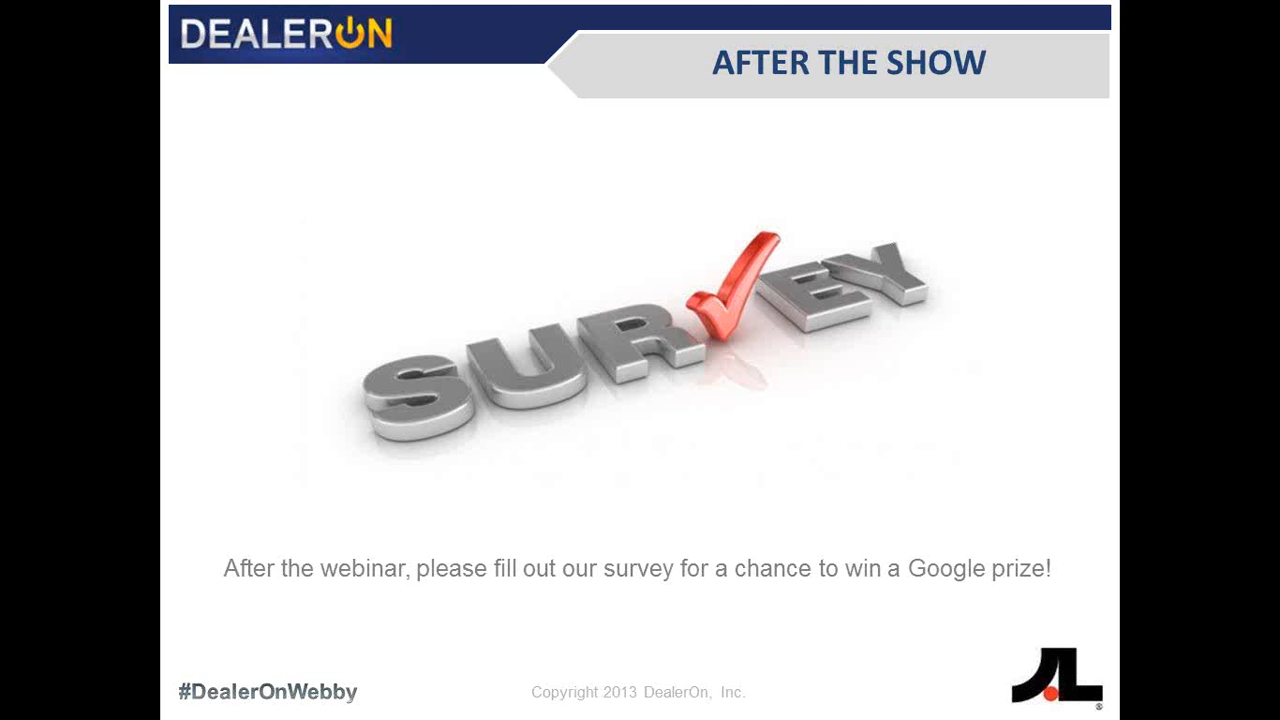 DEALERON
AFTER THE SHOW
SURVEY
After the webinar, please fill out our survey for a chance to win a Google prize!
#DealerOnWebby
Copyright 2013 DealerOn, Inc.
JL
®